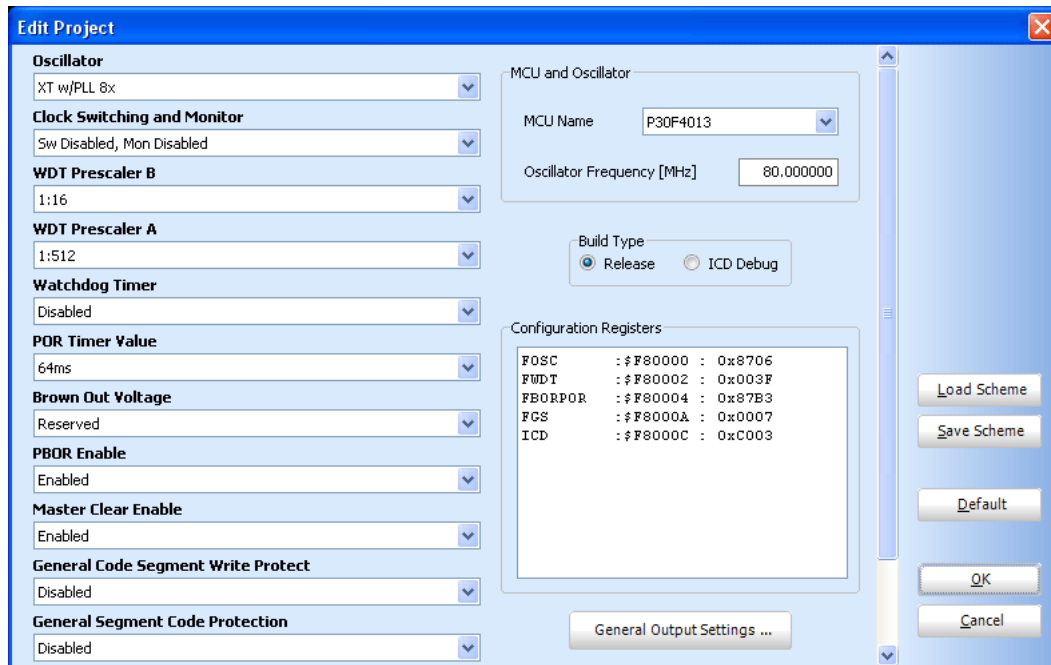 Edit Project
Oscillator
XT w/PLL 8x
Clock Switching and Monitor
Sw Disabled, Mon Disabled
WDT Prescaler B
1:16
WDT Prescaler A
1:512
Watchdog Timer
Disabled
POR Timer Value
64ms
Brown Out Voltage
Reserved
PBOR Enable
Enabled
Master Clear Enable
Enabled
General Code Segment Write Protect
Disabled
General Segment Code Protection
Disabled
MCU and Oscillator
MCU Name P30F4013
Oscillator Frequency [MHz] 80.000000
Build Type
Release ICD Debug
Configuration Registers
FOSC :$F80000 : 0x8706
FWDT :$F80002 : 0x003F
FBORPOR :$F80004 : 0x87B3
FGS :$F8000A : 0x0007
ICD :$F8000C : 0xC003
General Output Settings ...
Load Scheme
Save Scheme
Default
OK
Cancel